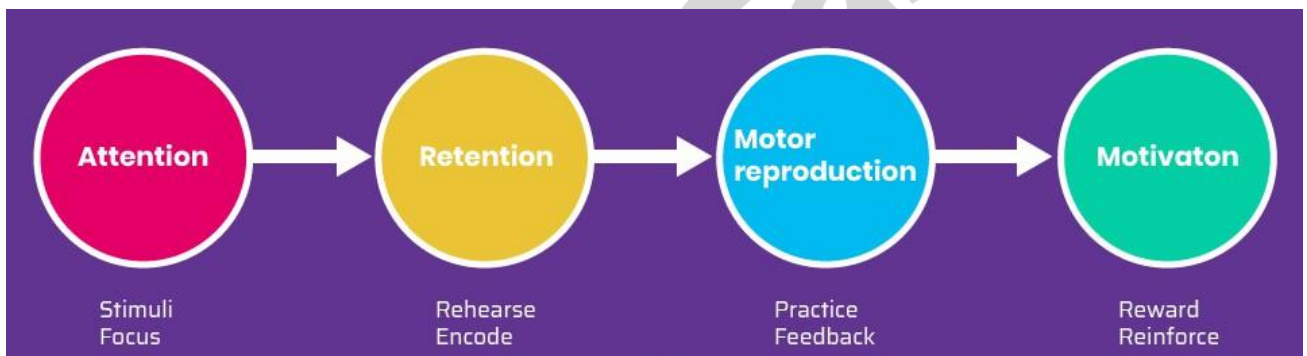 Attention
Retention
Motor
reproduction
Motivaton
Stimuli
Focus
Rehearse
Encode
Practice
Feedback
Reward
Reinforce